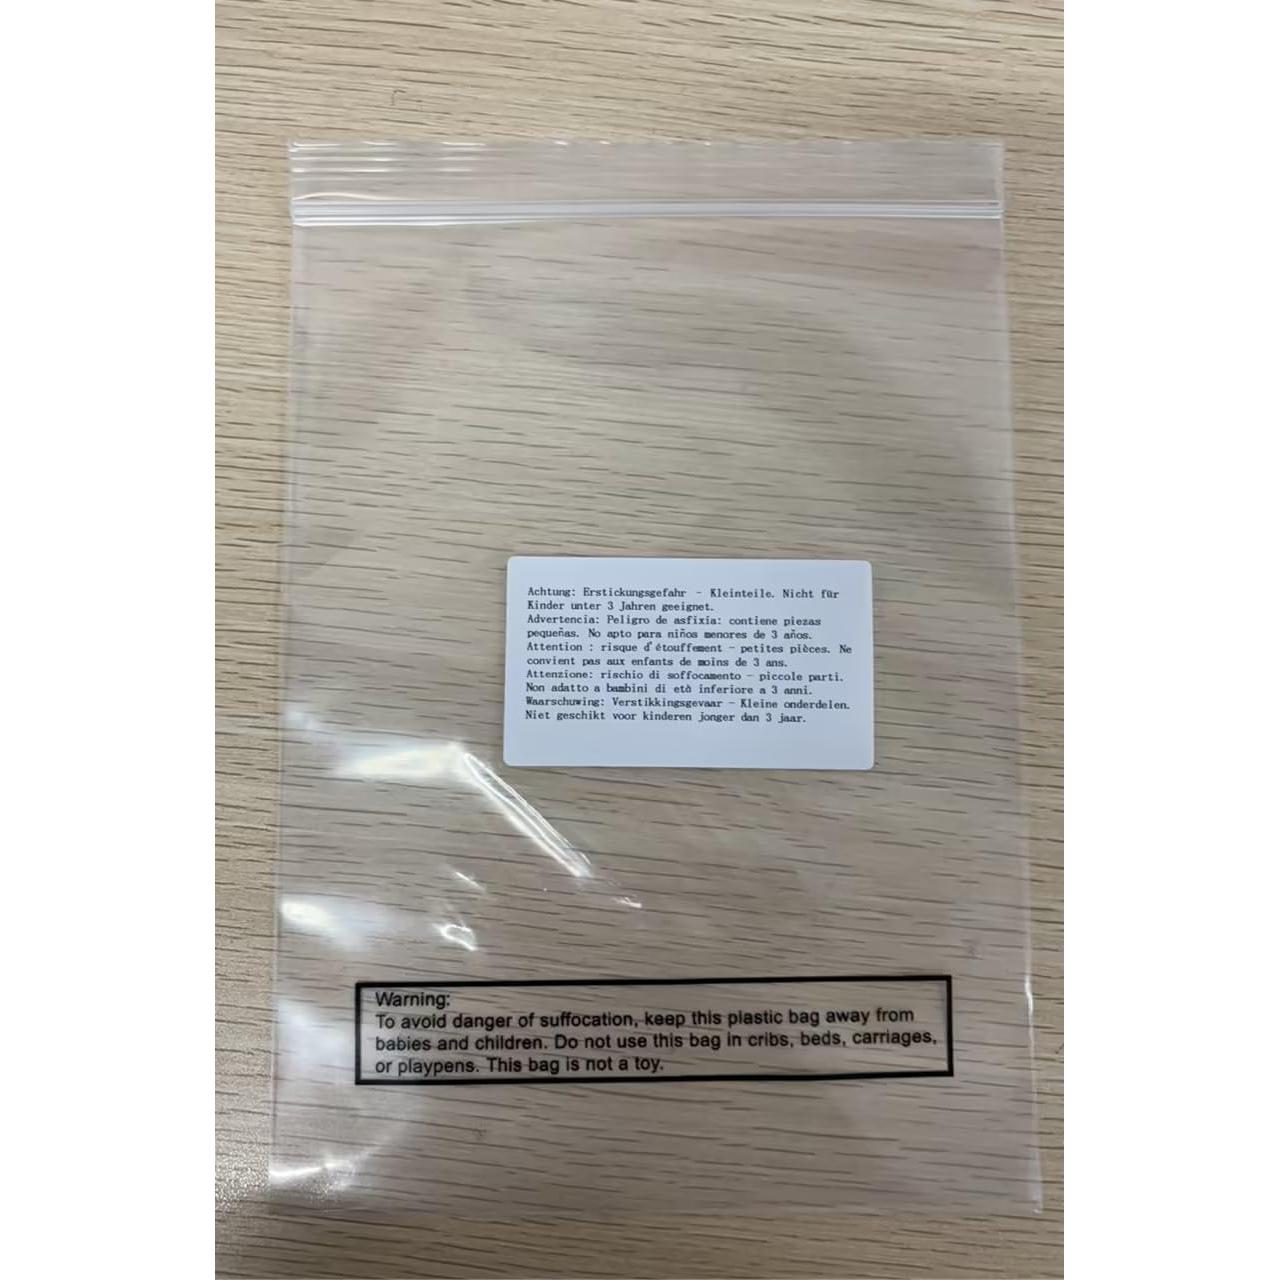 Achtung: Erstickungsgefahr - Kleinteile. Nicht für
Kinder unter 3 Jahren geeignet.
Advertencia: Peligro de asfixia: contiene piezas
pequeñas. No apto para niños menores de 3 años.
Attention : risque d'étouffement - petites pièces. Ne
convient pas aux enfants de moins de 3 ans.
Attenzione: rischio di soffocamento - piccole parti.
Non adatto a bambini di età inferiore a 3 anni.
Waarschuwing: Verstikkingsgevaar - Kleine onderdelen.
Niet geschikt voor kinderen jonger dan 3 jaar.
Warning:
To avoid danger of suffocation, keep this plastic bag away from
babies and children. Do not use this bag in cribs, beds, carriages,
or playpens. This bag is not a toy.